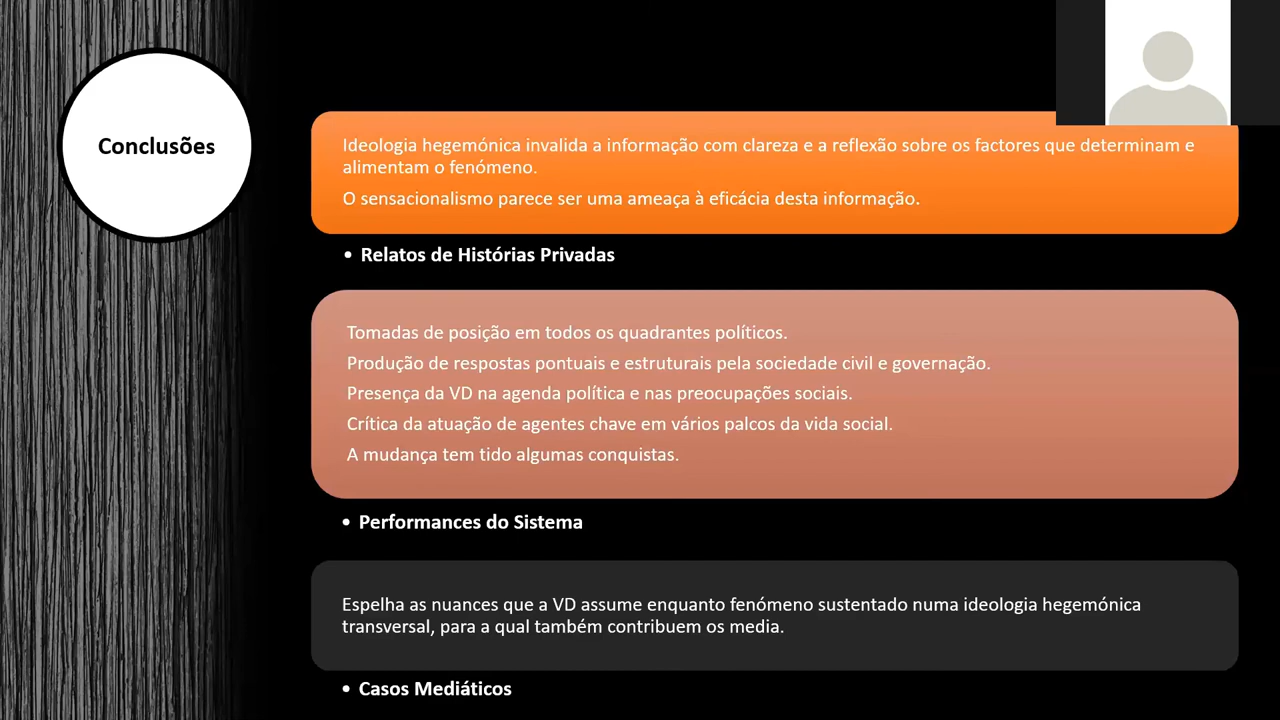 Conclusões
Ideologia hegemónica invalida a informação com clareza e a reflexão sobre os factores que determinam e
alimentam o fenómeno.
O sensacionalismo parece ser uma ameaça à eficácia desta informação.
• Relatos de Histórias Privadas
Tomadas de posição em todos os quadrantes políticos.
Produção de respostas pontuais e estruturais pela sociedade civil e governação.
Presença da VD na agenda política e nas preocupações sociais.
Crítica da atuação de agentes chave em vários palcos da vida social.
A mudança tem tido algumas conquistas.
• Performances do Sistema
Espelha as nuances que a VD assume enquanto fenómeno sustentado numa ideologia hegemónica
transversal, para a qual também contribuem os media.
• Casos Mediáticos